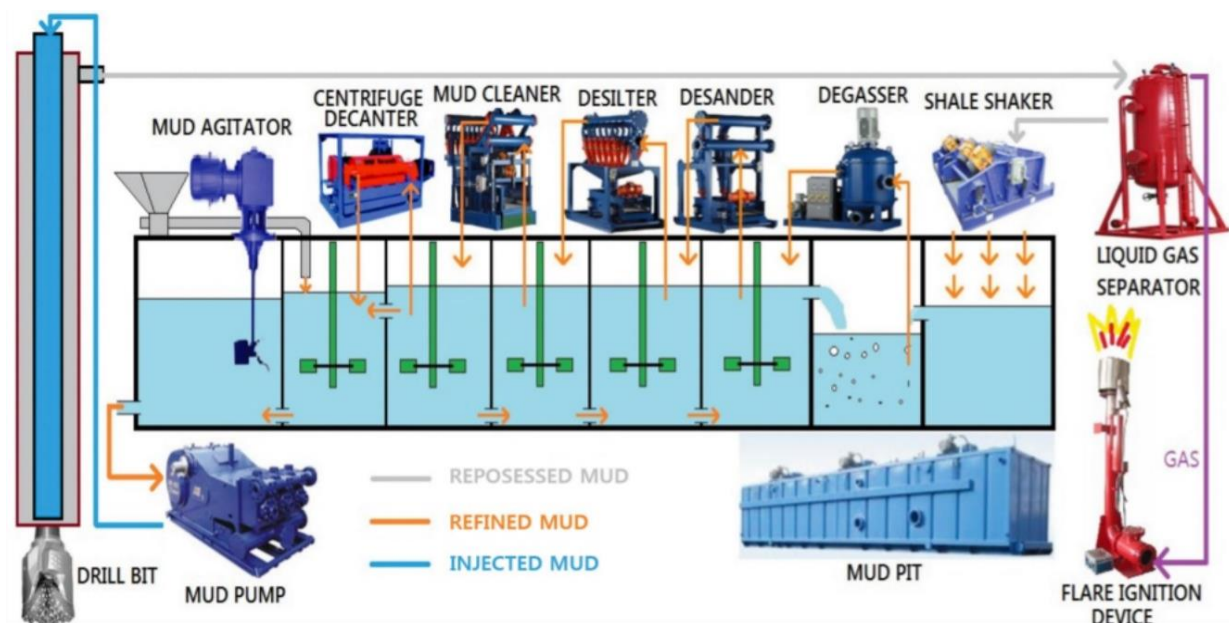 MUD AGITATOR
CENTRIFUGE
DECANTER
MUD CLEANER
DESILTER
DESANDER
DEGASSER
SHALE SHAKER
LIQUID GAS
SEPARATOR
GAS
REPOSESSED MUD
REFINED MUD
INJECTED MUD
DRILL BIT
MUD PUMP
MUD PIT
FLARE IGNITION
DEVICE